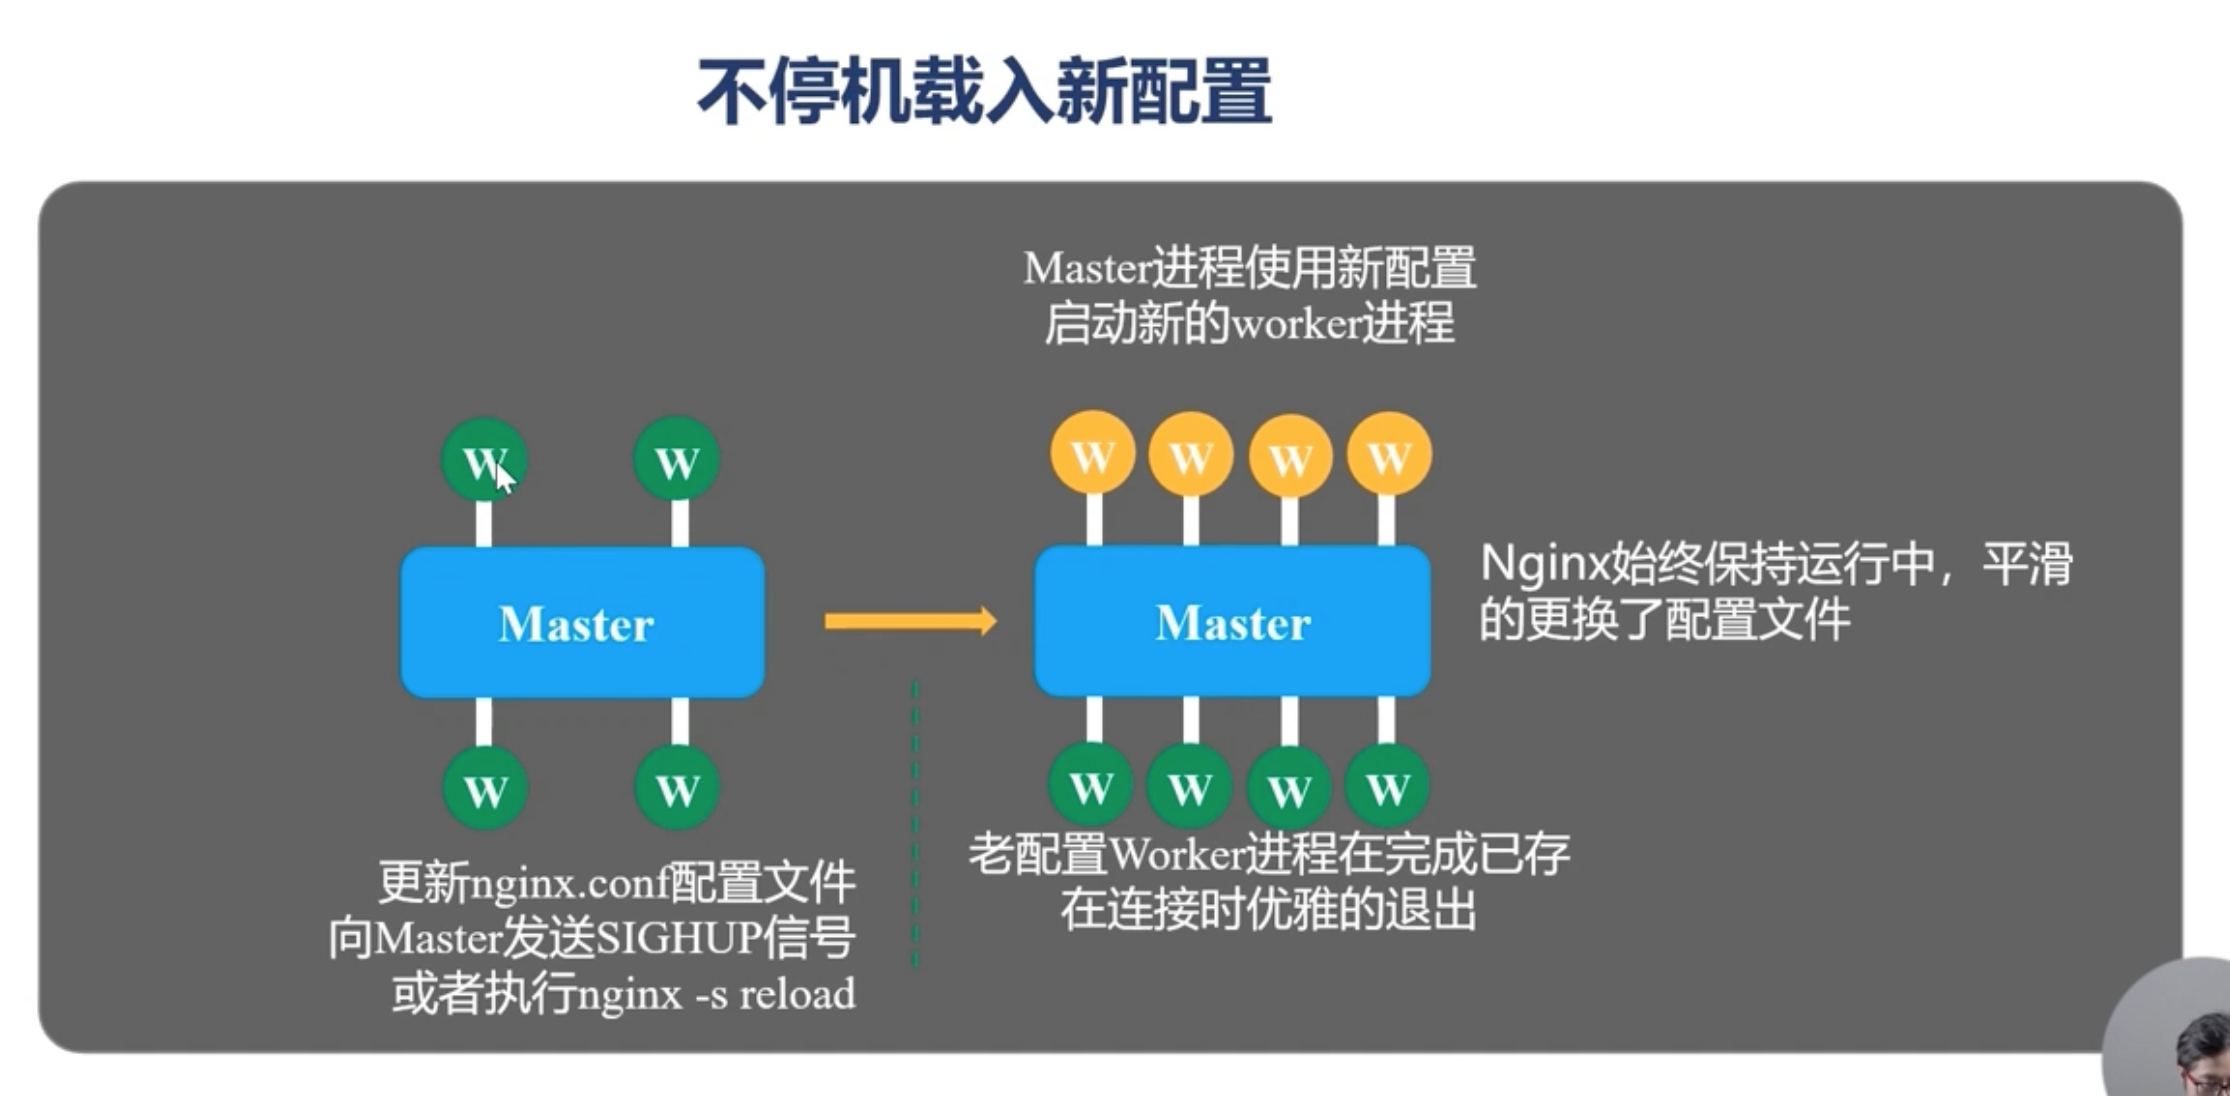 不停机载入新配置
Master进程使用新配置
启动新的worker进程
W
W
W
W
W
W
Master
Master
Nginx始终保持运行中，平滑
的更换了配置文件
W
W
W
W
W
W
更新nginx.conf配置文件
向Master发送SIGHUP信号
或者执行nginx -s reload
老配置Worker进程在完成已存
在连接时优雅的退出